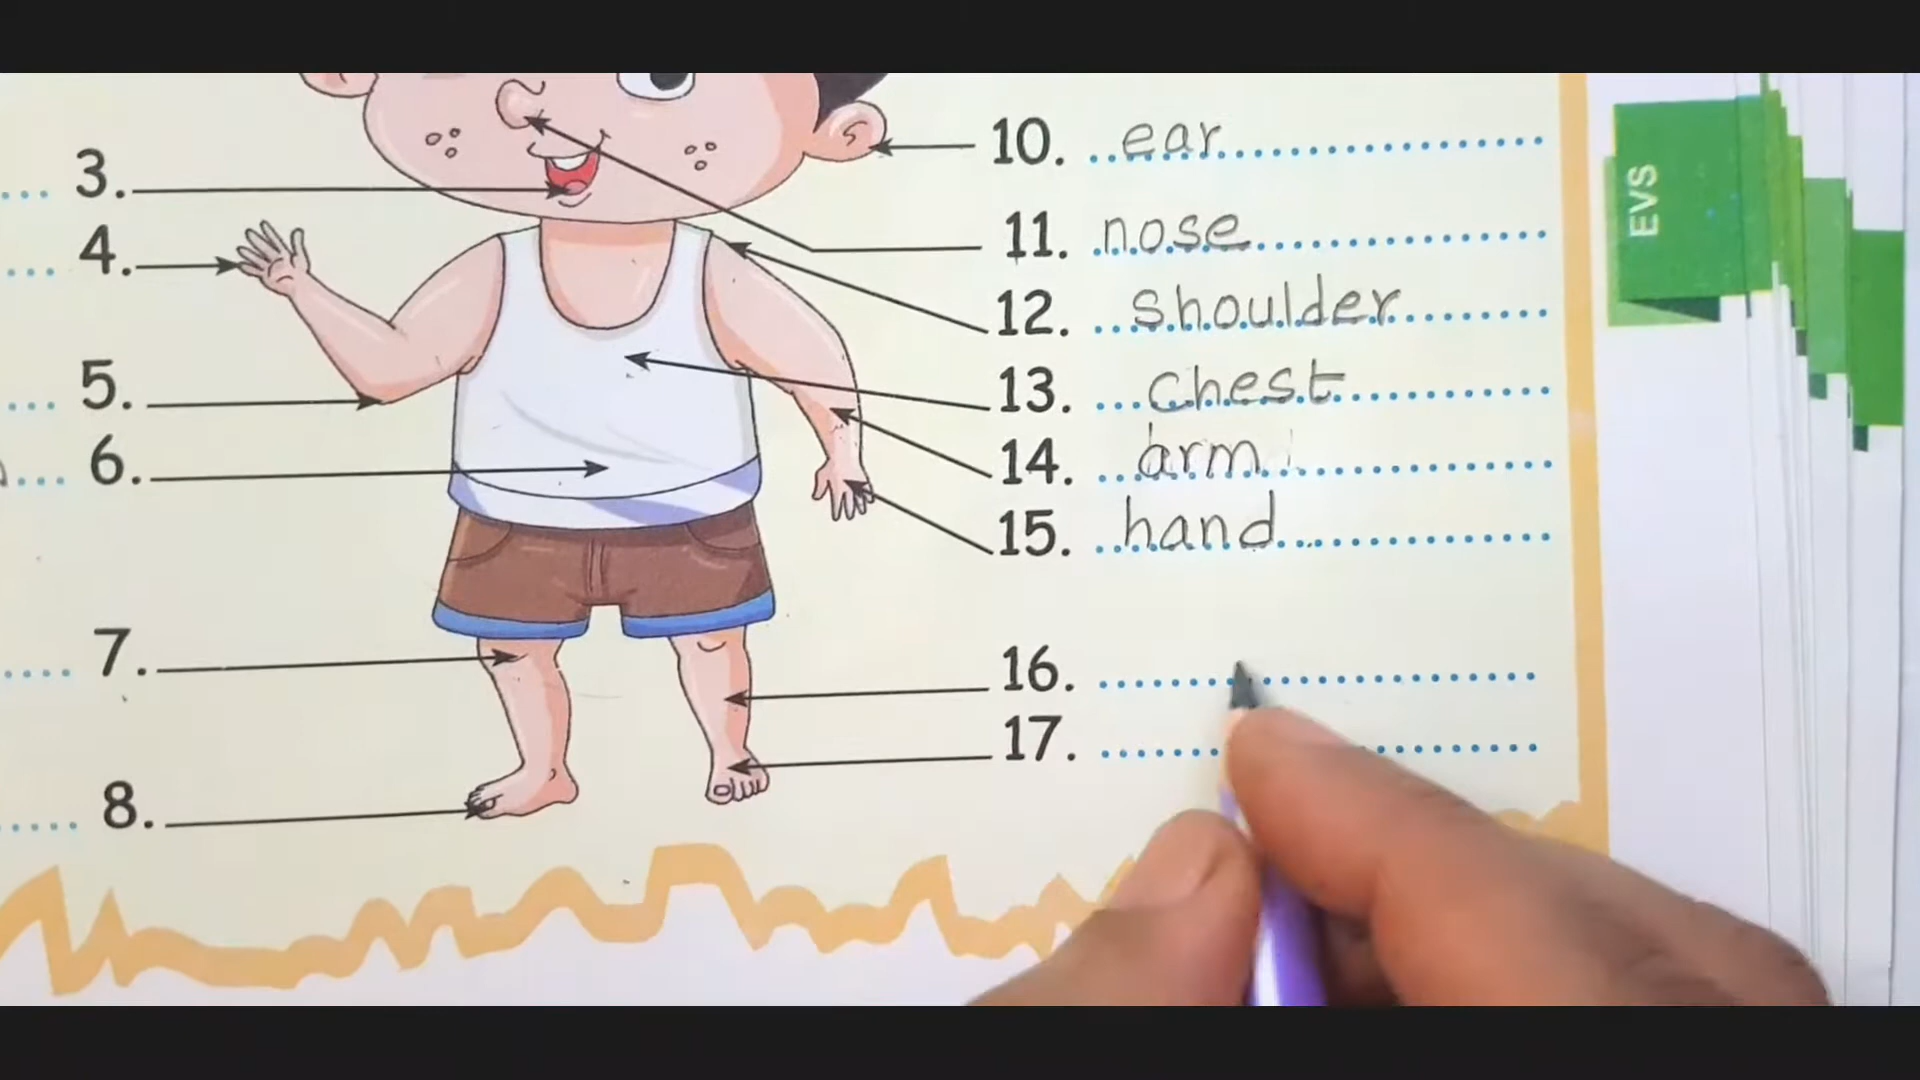 3.
4.
5.
6.
7.
8.
10. ear
11. nose
12. shoulder
13. chest
14. arm
15. hand
16.
17.
EVS